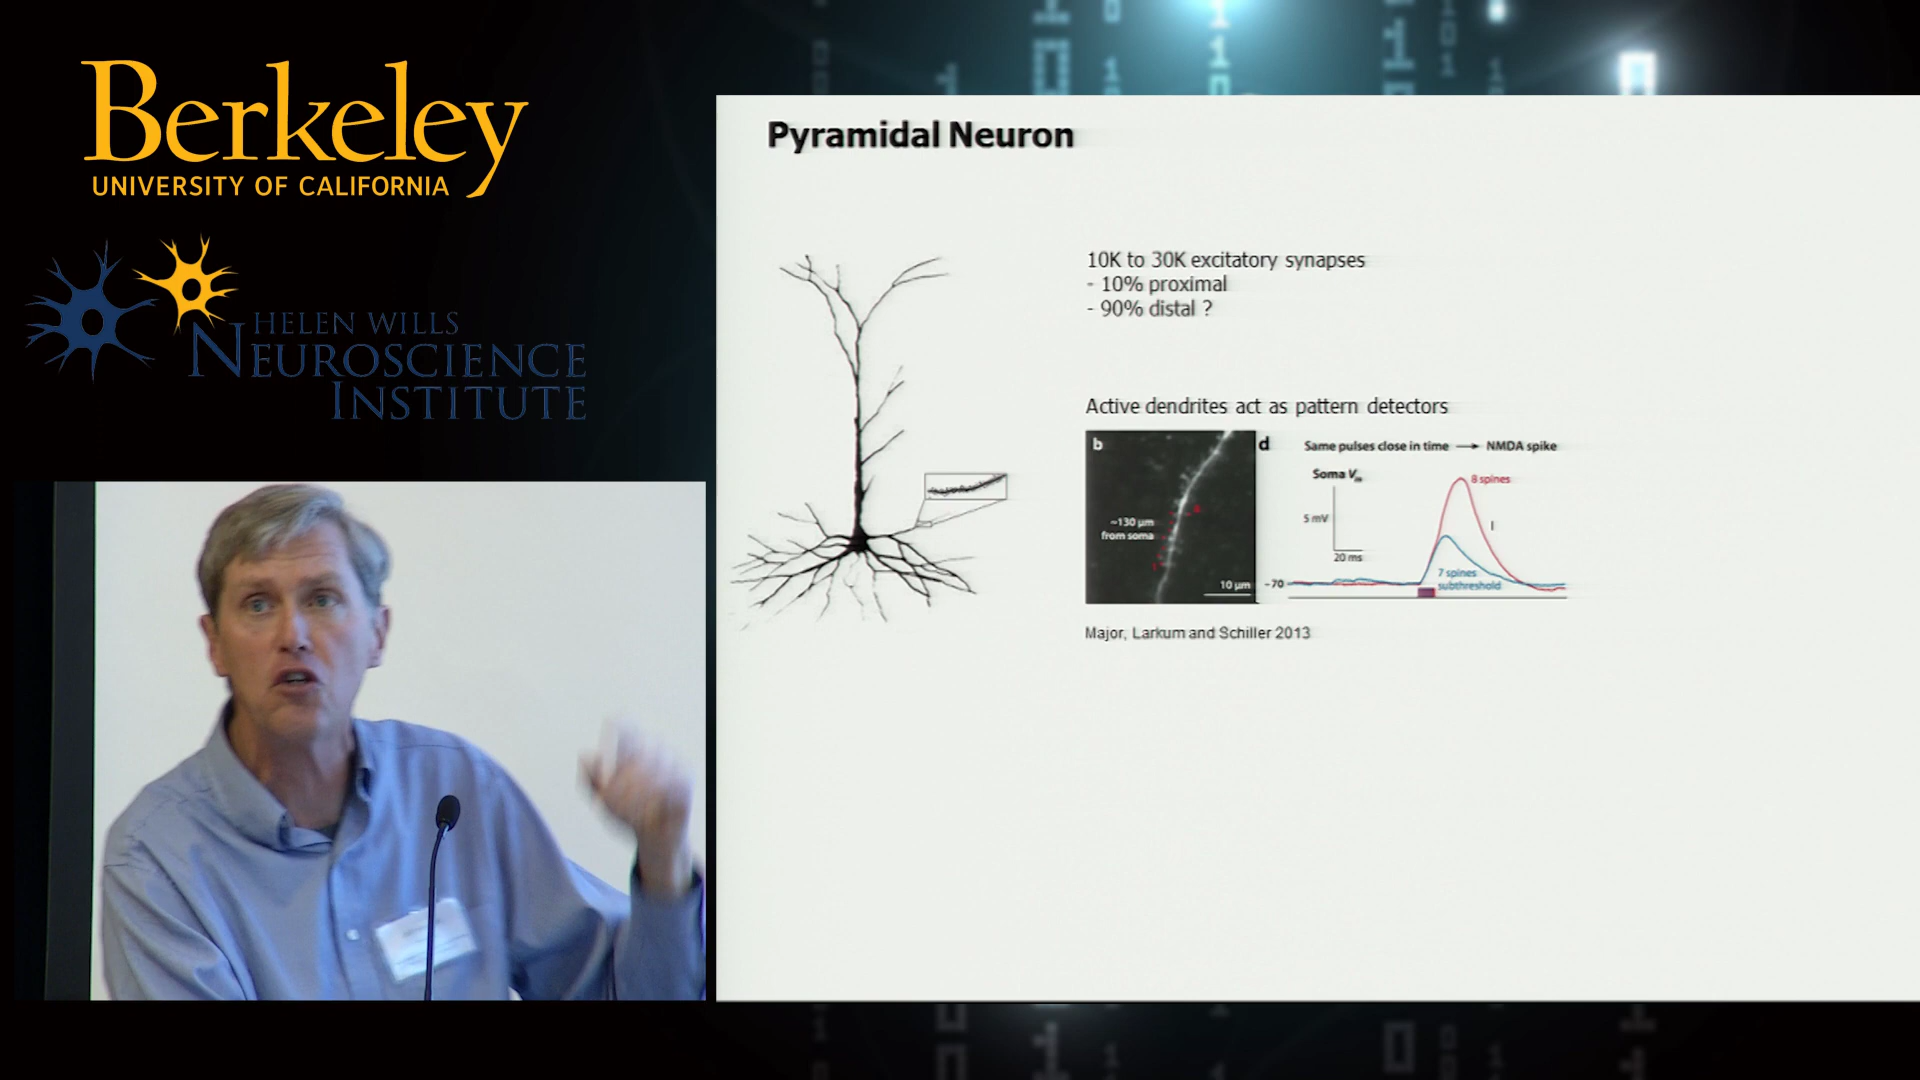 Berkeley
UNIVERSITY OF CALIFORNIA
HELEN WILLS
NEUROSCIENCE
INSTITUTE
Pyramidal Neuron
10K to 30K excitatory synapses
- 10% proximal
- 90% distal ?
Active dendrites act as pattern detectors
b
~130 µm
from soma
8
1
10 µm
d
Same pulses close in time → NMDA spike
Soma Vm
8 spines
5 mV
20 ms
7 spines
subthreshold
-70
Major, Larkum and Schiller 2013